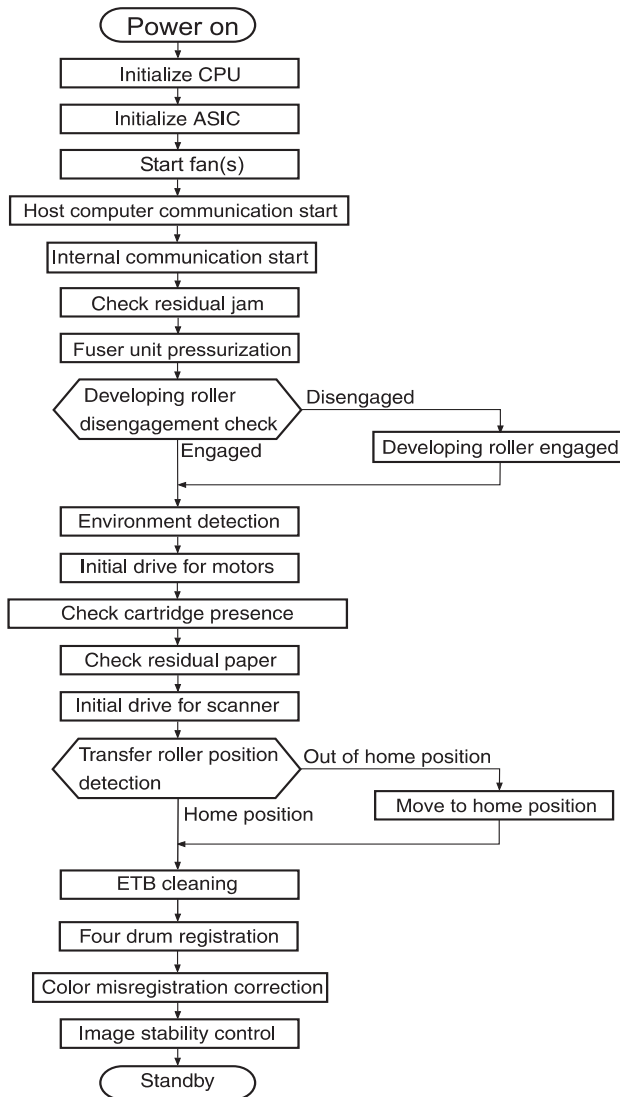 Power on
Initialize CPU
Initialize ASIC
Start fan(s)
Host computer communication start
Internal communication start
Check residual jam
Fuser unit pressurization
Developing roller
disengagement check
Disengaged
Engaged
Developing roller engaged
Environment detection
Initial drive for motors
Check cartridge presence
Check residual paper
Initial drive for scanner
Transfer roller position
detection
Out of home position
Home position
Move to home position
ETB cleaning
Four drum registration
Color misregistration correction
Image stability control
Standby